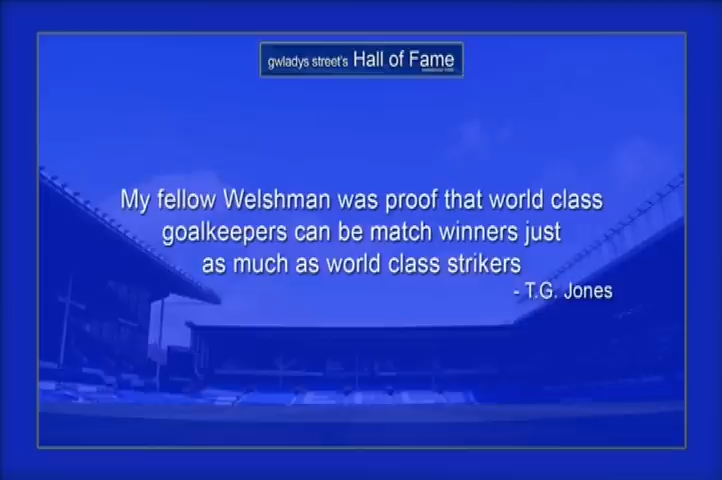 gwladys street's Hall of Fame
My fellow Welshman was proof that world class
goalkeepers can be match winners just
as much as world class strikers
- T.G. Jones